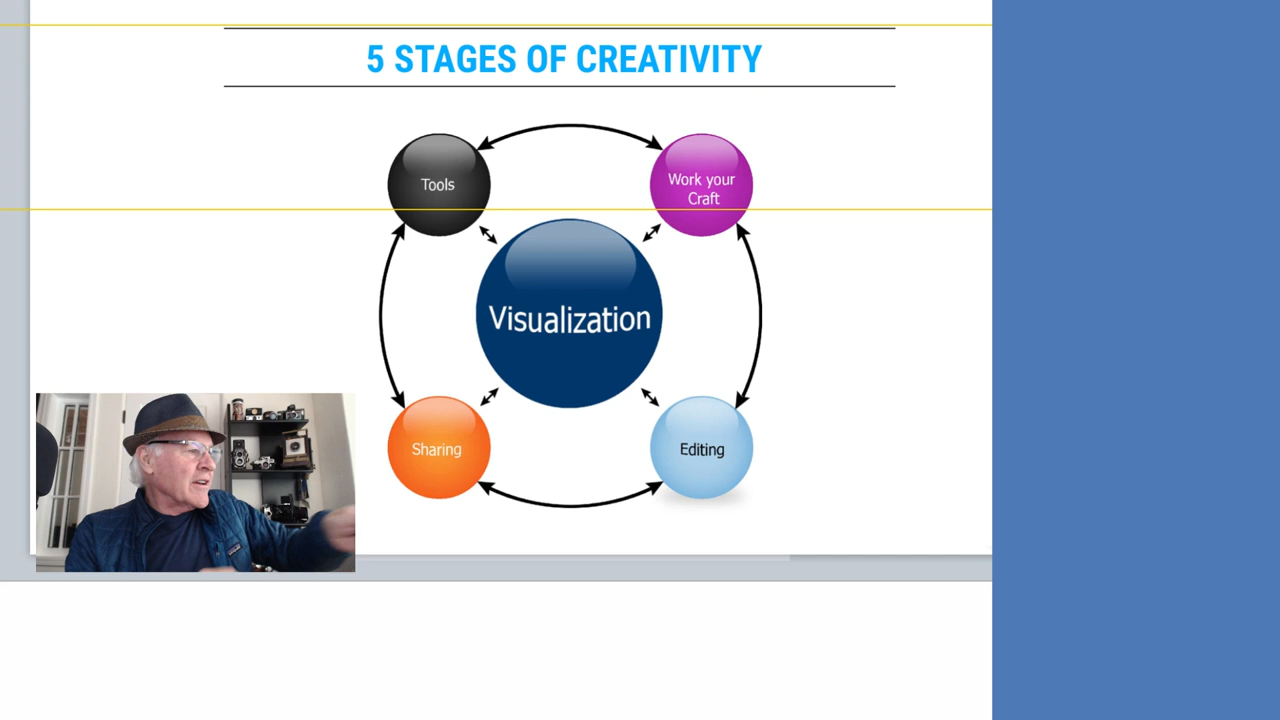 5 STAGES OF CREATIVITY
Tools
Work your
Craft
Visualization
Sharing
Editing